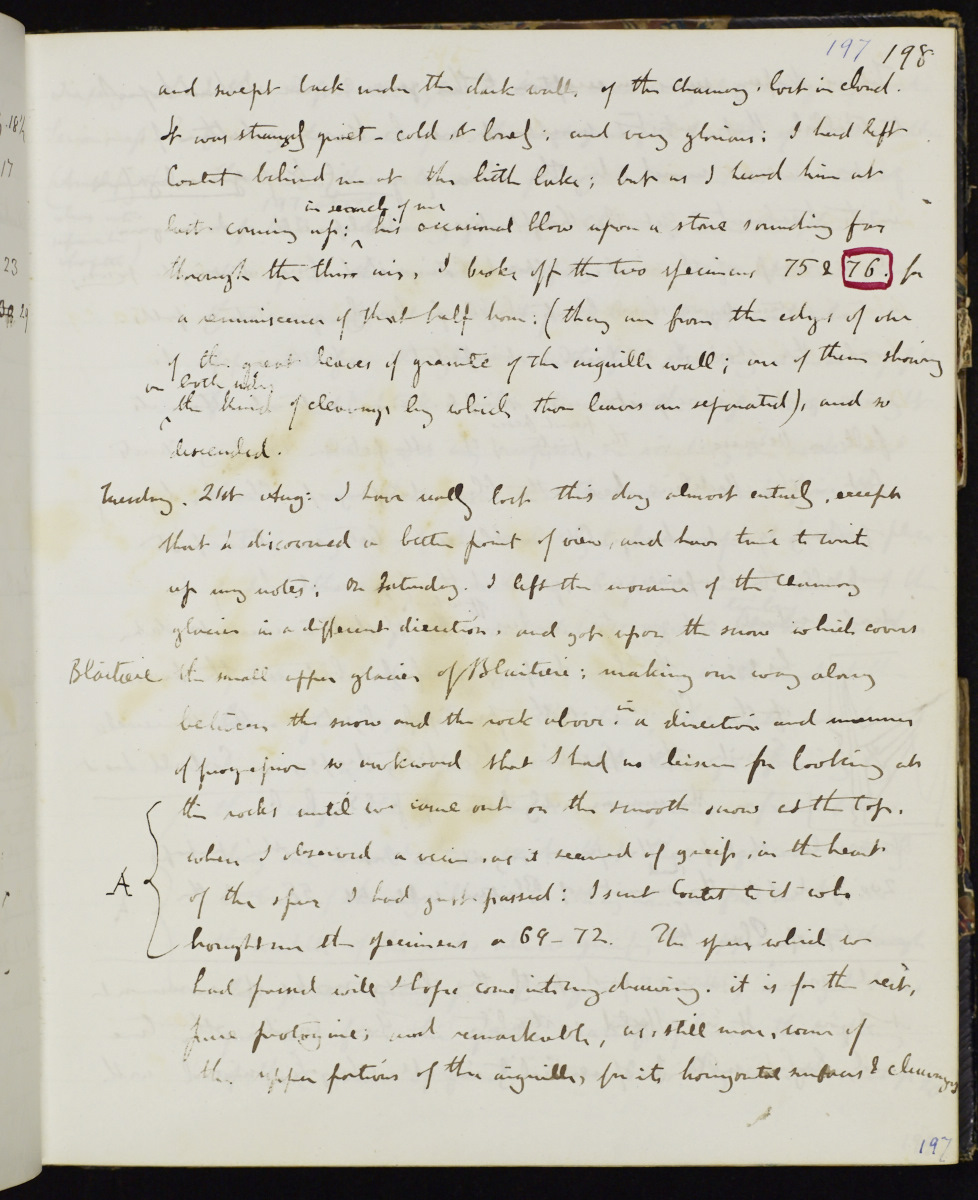 197 198
and swept back under the dark wall, of the Charmoz, lost in cloud.
It was strangely quiet - cold, & lonely; and very glorious: I had left
Coutet behind me at the little lake; but as I heard him at
in search of me
last coming up: his occasional blow upon a stone sounding far
through the thin air, I broke off the two specimens 75 & 76. for
a reminiscence of that half hour: (they are from the edges of one
of the great leaves of granite of the aiguille wall; one of them showing
on both sides
the kind of cleavage by which those leaves are separated), and so
descended.
Tuesday. 21st Aug: I have really lost this day almost entirely, except
that I discovered a better point of view, and have time to write
up my notes; On Saturday. I left the moraine of the Charmoz
glacier in a different direction, and got upon the snow which covers
Blaitiere the small upper glacier of Blaitiere; making our way along
between the snow and the rock above: in a direction and manner
of progression so awkward that I had no leisure for looking at
the rocks until we came out on the smooth snow at the top,
when I observed a vein, as it seemed of gneiss, in the heart
A of the spur I had just passed: I sent Coutet to it who
brought me the specimens 69-72. The spur which we
had passed will I hope come into my drawing. it is for the rest,
pure protogine; and remarkable, as, still more, some of
the upper portions of the aiguille, for its horizontal surfaces & cleavages
197
18½
17
23
29